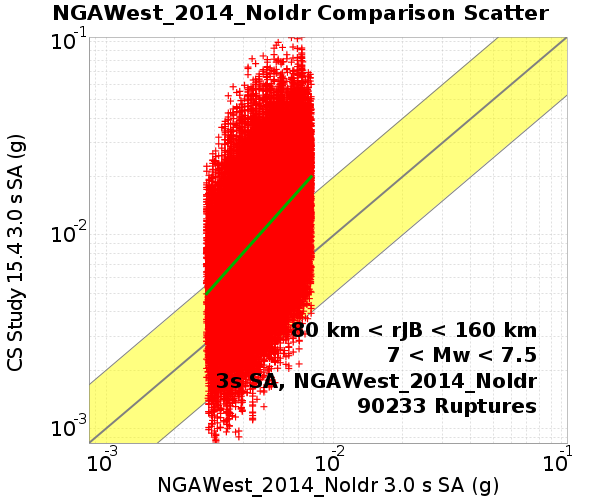 NGAWest_2014_NoIdr Comparison Scatter
10-1
10-2
10-3
CS Study 15.4 3.0 s SA (g)
80 km < rJB < 160 km
7 < Mw < 7.5
3s SA, NGAWest_2014_NoIdr
90233 Ruptures
10-3 10-2 10-1
NGAWest_2014_NoIdr 3.0 s SA (g)